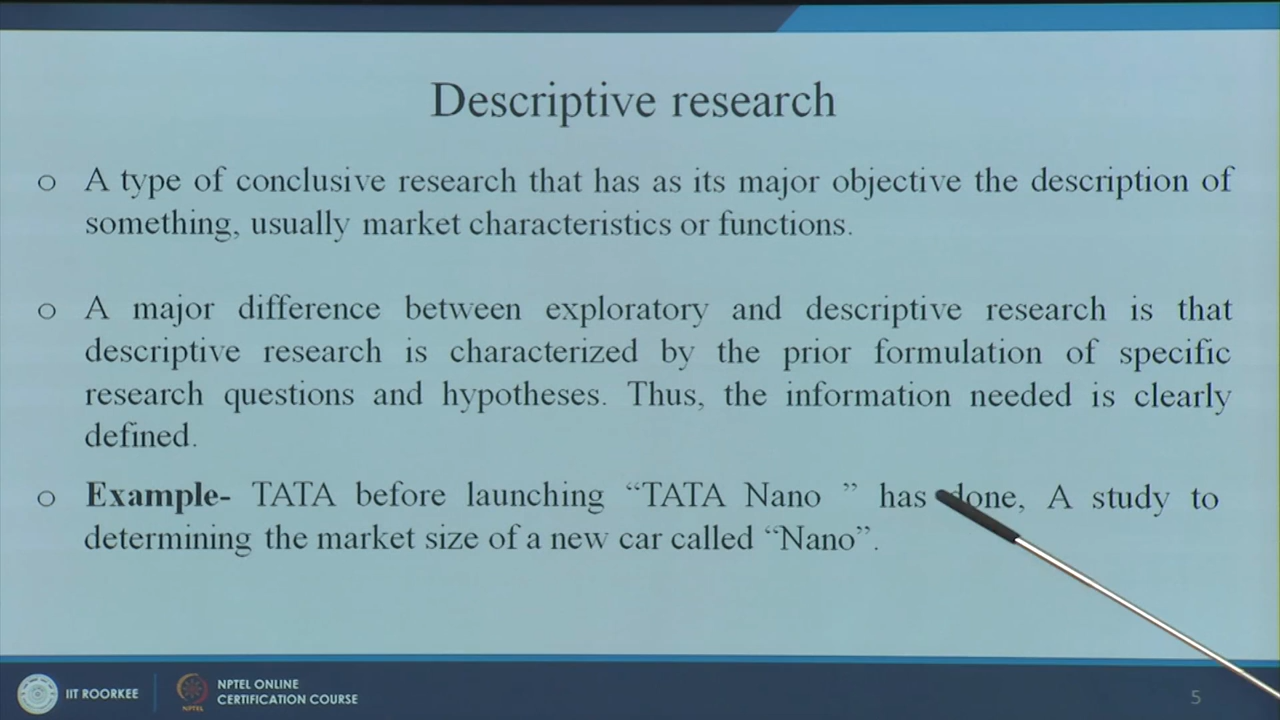 Descriptive research
o A type of conclusive research that has as its major objective the description of
something, usually market characteristics or functions.
o A major difference between exploratory and descriptive research is that
descriptive research is characterized by the prior formulation of specific
research questions and hypotheses. Thus, the information needed is clearly
defined.
o Example- TATA before launching “TATA Nano ” has done, A study to
determining the market size of a new car called “Nano”.
IIT ROORKEE
NPTEL ONLINE
CERTIFICATION COURSE
NPTEL
5